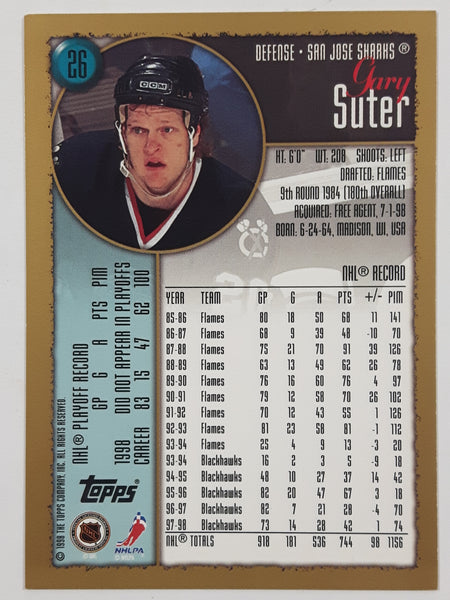 26
DEFENSE · SAN JOSE SHARKS ®
Gary
Suter
HT: 6'0" WT: 208 SHOOTS: LEFT
DRAFTED: FLAMES
9th ROUND 1984 (180th OVERALL)
ACQUIRED: FREE AGENT, 7-1-98
BORN: 6-24-64, MADISON, WI, USA
CCM
NHL® RECORD
YEAR TEAM GP G A PTS +/- PIM
85-86 Flames 80 18 50 68 11 141
86-87 Flames 68 9 39 48 -10 70
87-88 Flames 75 21 70 91 39 126
88-89 Flames 63 13 49 62 26 78
89-90 Flames 76 16 60 76 4 97
90-91 Flames 79 12 58 70 26 102
91-92 Flames 70 12 43 55 1 126
92-93 Flames 81 23 58 81 -1 112
93-94 Flames 25 4 9 13 -3 20
93-94 Blackhawks 16 2 3 5 -9 18
94-95 Blackhawks 48 10 27 37 14 42
95-96 Blackhawks 82 20 47 67 3 80
96-97 Blackhawks 82 7 21 28 -4 70
97-98 Blackhawks 73 14 28 42 1 74
NHL® TOTALS 918 181 536 744 98 1156
NHL® PLAYOFF RECORD
GP G A PTS PIM
1998 DID NOT APPEAR IN PLAYOFFS
CAREER 83 15 47 62 100
Topps
NHL
NHLPA
© 1998 THE TOPPS COMPANY, INC. ALL RIGHTS RESERVED.